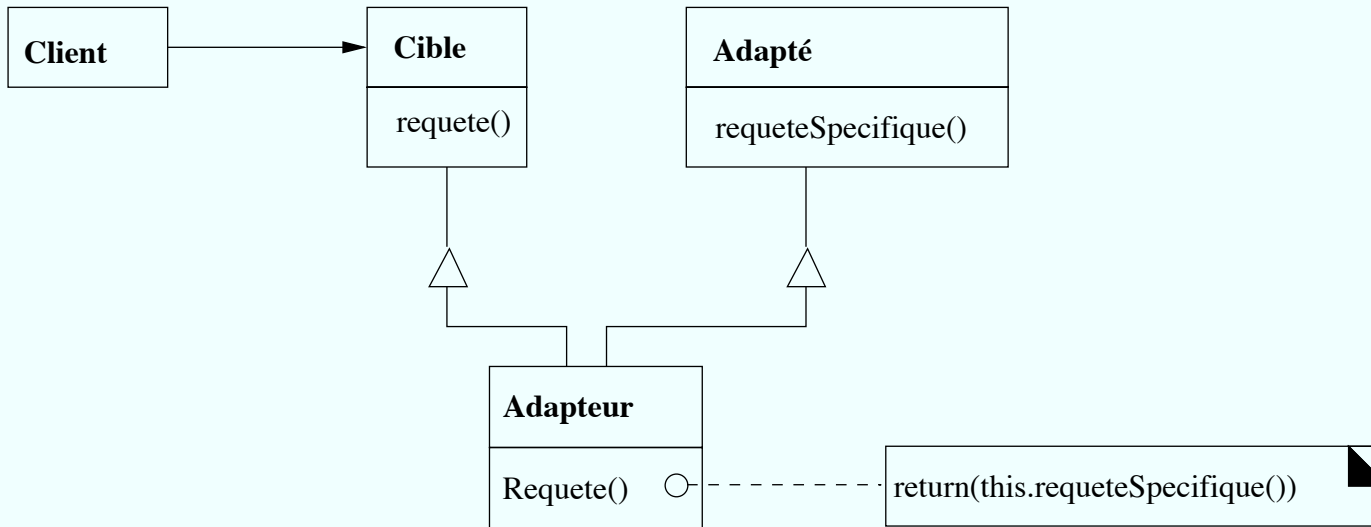 Client
Cible
requete()
Adapté
requeteSpecifique()
Adapteur
Requete()
return(this.requeteSpecifique())